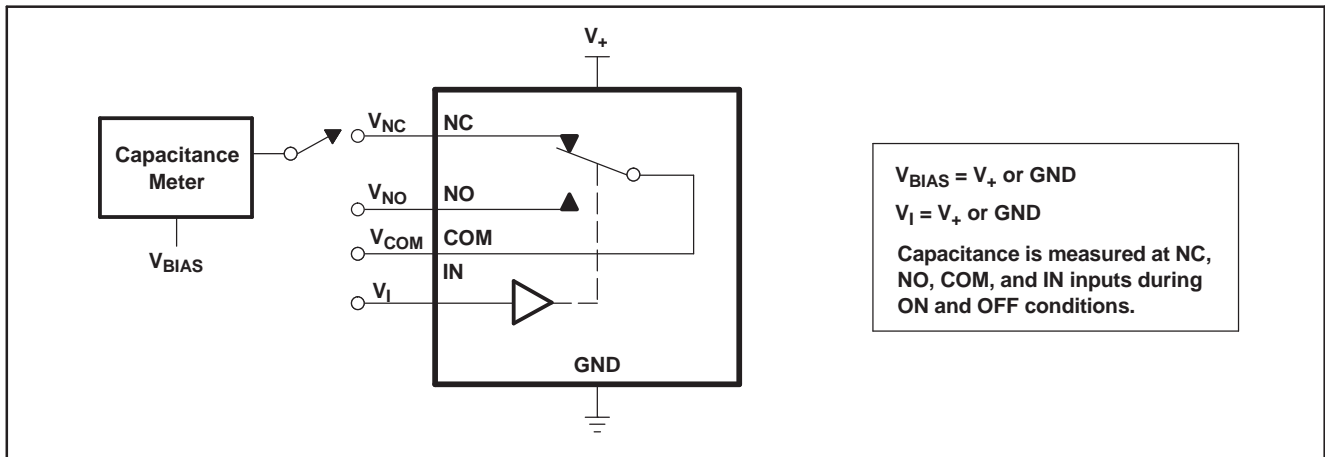 V+
Capacitance
Meter
VBIAS
VNC
NC
VNO
NO
VCOM
COM
IN
VI
GND
VBIAS = V+ or GND
VI = V+ or GND
Capacitance is measured at NC,
NO, COM, and IN inputs during
ON and OFF conditions.